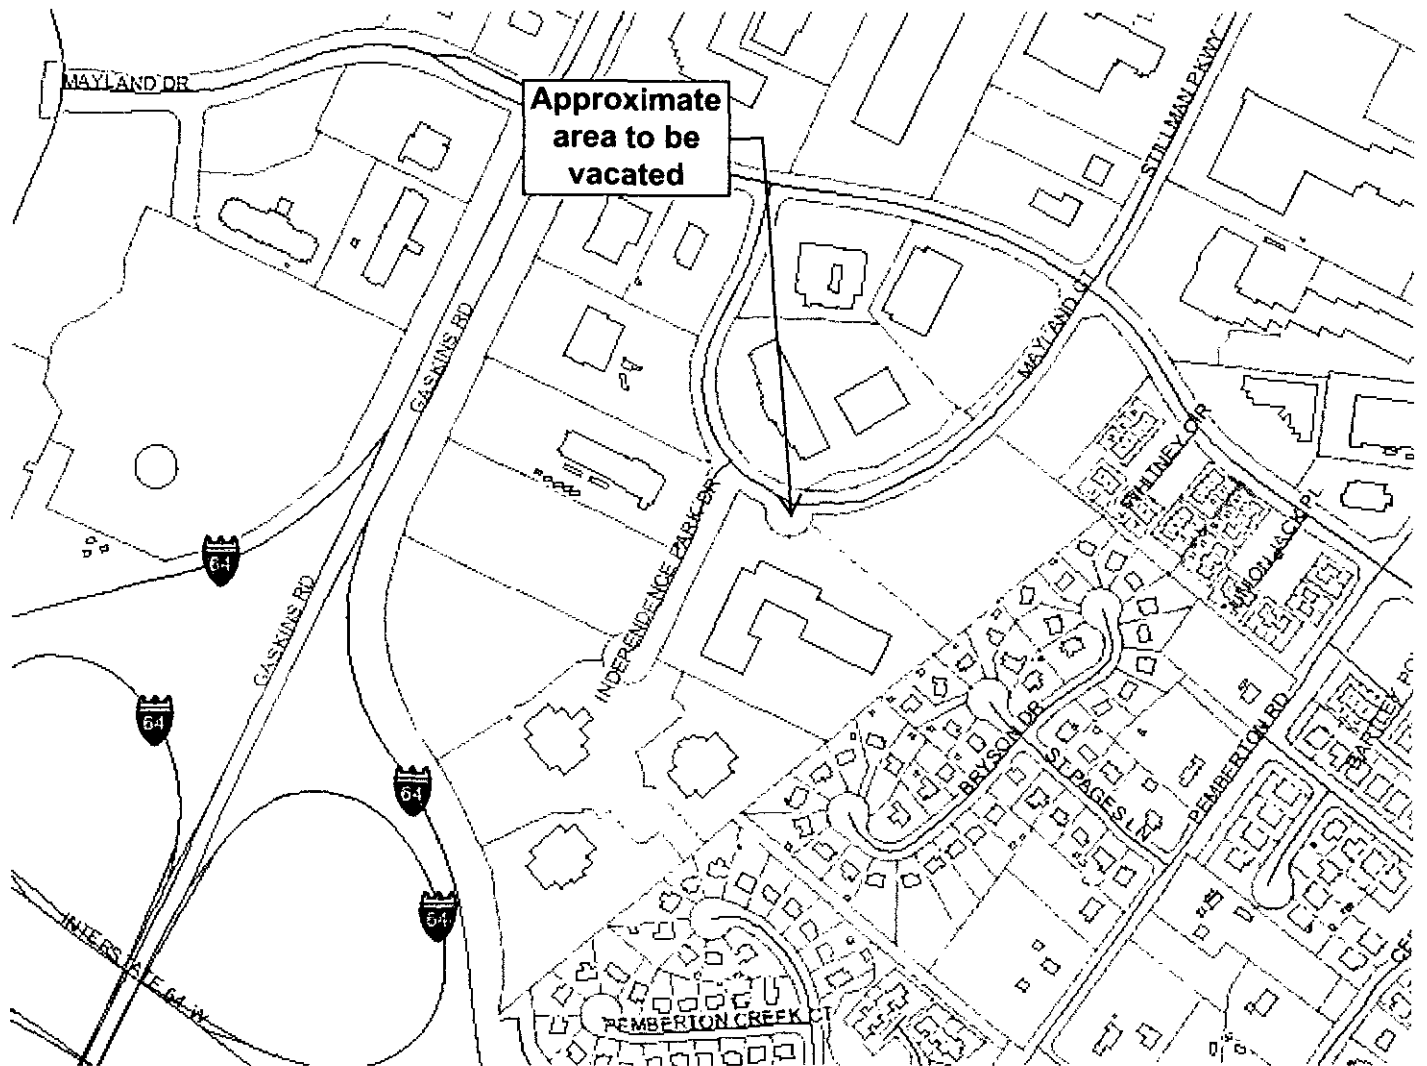 MAYLAND DR
Approximate
area to be
vacated
STILLMAN PKWY
GASKINS RD
MAYLAND CT
WHITNEY CIR
UNION JACK PL
INDEPENDENCE PARK DR
64
GASKINS RD
64
64
64
BRYSON DR
ST PAGES LN
PEMBERTON RD
BARTLEY PO
INTERSTATE 64 W
PEMBERTON CREEK CT